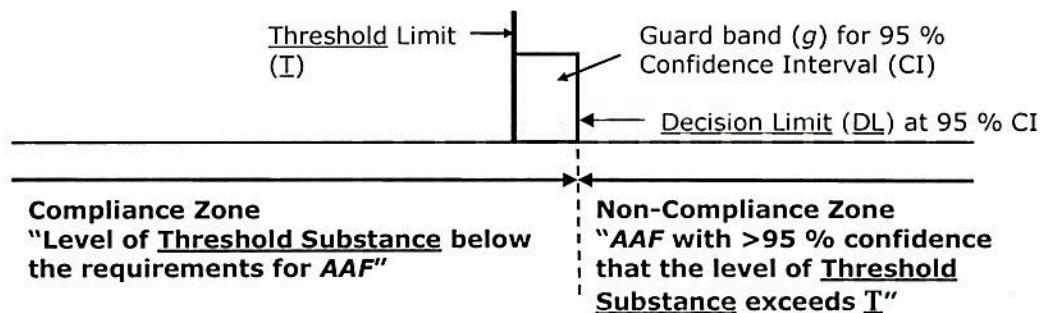 Threshold Limit
(T)
Guard band (g) for 95 %
Confidence Interval (CI)
Decision Limit (DL) at 95 % CI
Compliance Zone
“Level of Threshold Substance below
the requirements for AAF”
Non-Compliance Zone
“AAF with >95 % confidence
that the level of Threshold
Substance exceeds T”